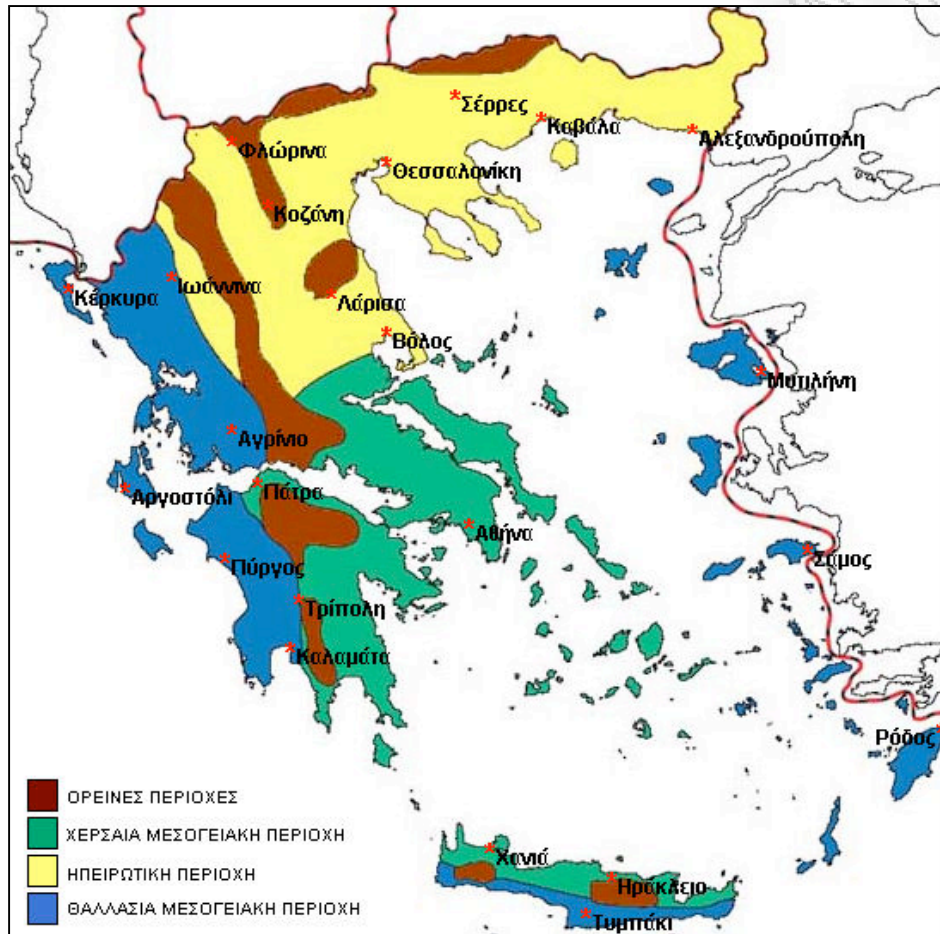 Σέρρες
Καβάλα
Αλεξανδρούπολη
Φλώρινα
Θεσσαλονίκη
Κοζάνη
Ιωάννινα
Κέρκυρα
Λάρισα
Βόλος
Μυτιλήνη
Αγρίνιο
Αργοστόλι
Πάτρα
Αθήνα
Πύργος
Σάμος
Τρίπολη
Καλαμάτα
Ρόδος
ΟΡΕΙΝΕΣ ΠΕΡΙΟΧΕΣ
ΧΕΡΣΑΙΑ ΜΕΣΟΓΕΙΑΚΗ ΠΕΡΙΟΧΗ
ΗΠΕΙΡΩΤΙΚΗ ΠΕΡΙΟΧΗ
ΘΑΛΛΑΣΙΑ ΜΕΣΟΓΕΙΑΚΗ ΠΕΡΙΟΧΗ
Χανιά
Ηράκλειο
Τυμπάκι